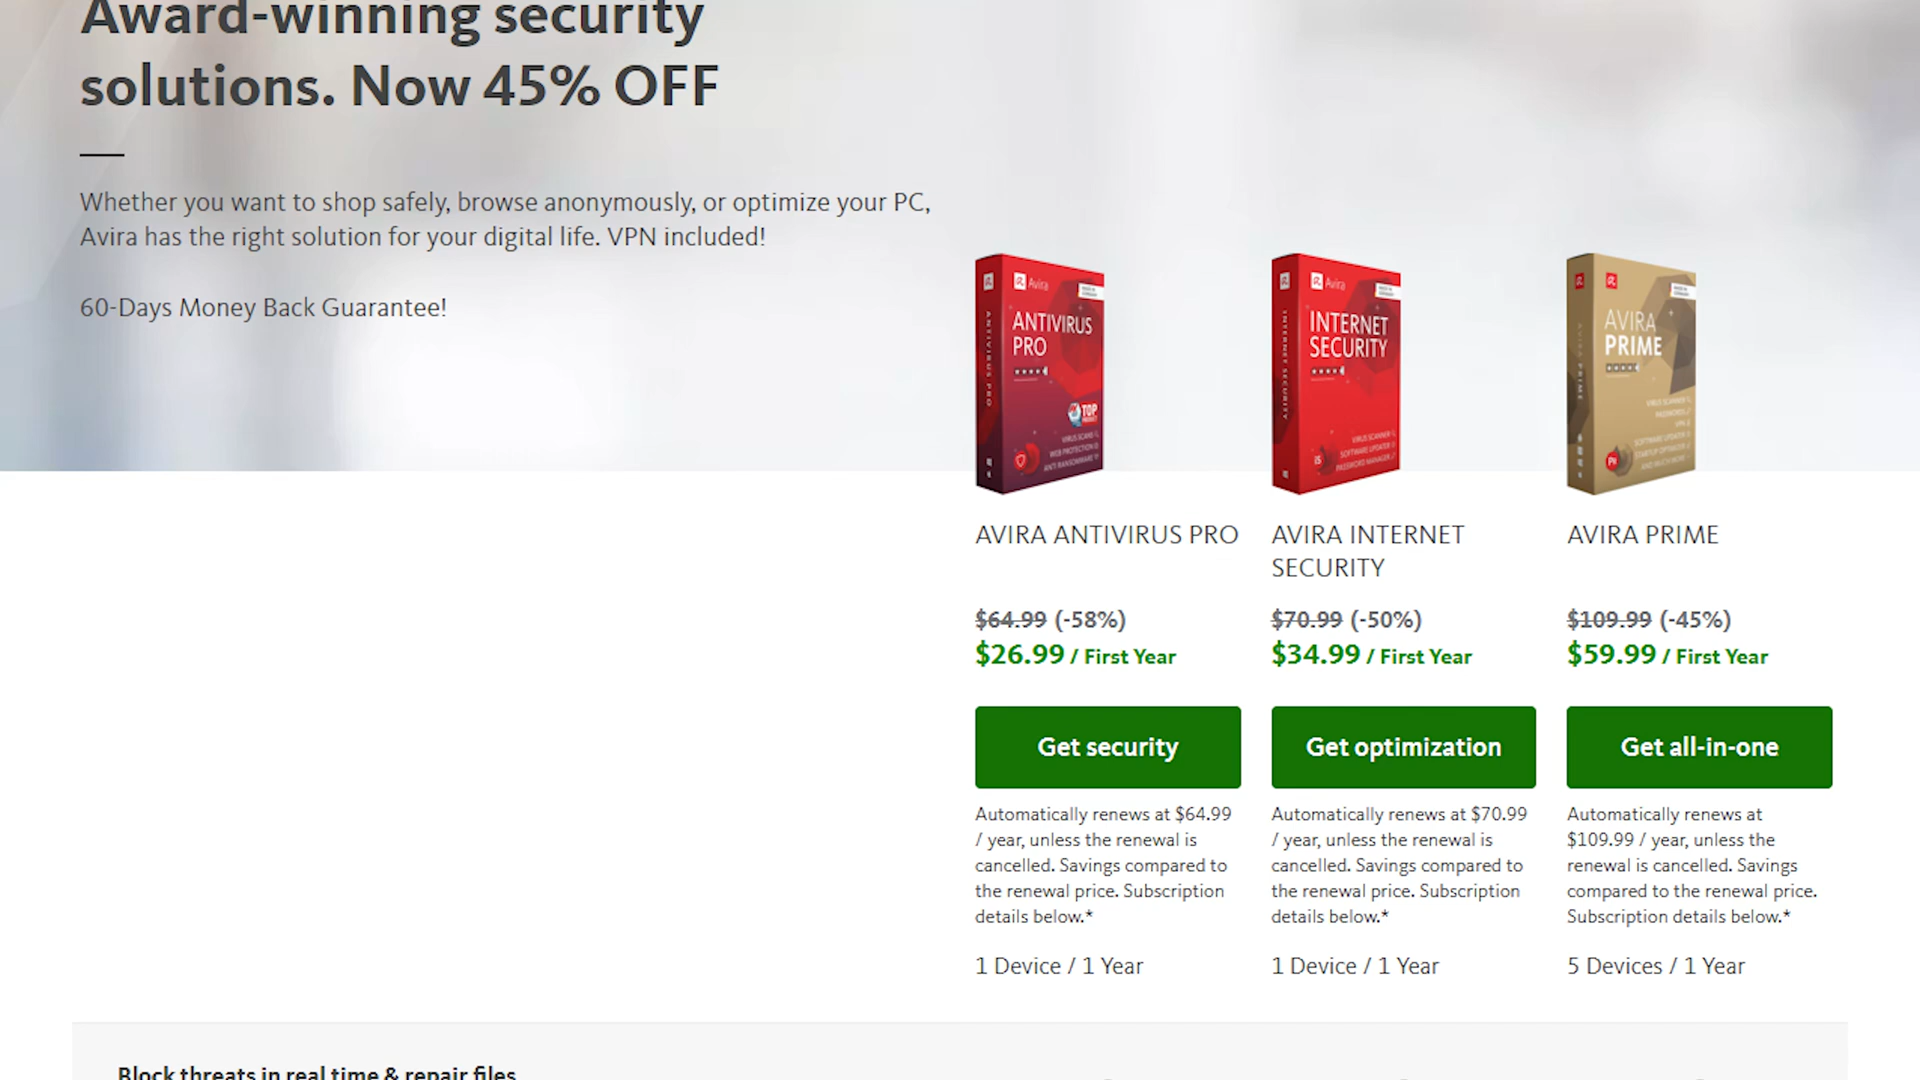 Award-winning security
solutions. Now 45% OFF
Whether you want to shop safely, browse anonymously, or optimize your PC,
Avira has the right solution for your digital life. VPN included!
60-Days Money Back Guarantee!
Avira
ANTIVIRUS
PRO
ANTIVIRUS PRO
TOP
VIRUS SCANS
WEB PROTECTION
ANTI RANSOMWARE
Avira
INTERNET
SECURITY
INTERNET SECURITY
VIRUS SCANNER
SOFTWARE UPDATER
PASSWORD MANAGER
AVIRA
PRIME
AVIRA PRIME
VIRUS SCANNER
PASSWORDS
VPN
SOFTWARE UPDATER
STARTUP OPTIMIZER
AND MUCH MORE
AVIRA ANTIVIRUS PRO
$64.99 (-58%)
$26.99 / First Year
Get security
Automatically renews at $64.99
/ year, unless the renewal is
cancelled. Savings compared to
the renewal price. Subscription
details below.*
1 Device / 1 Year
AVIRA INTERNET
SECURITY
$70.99 (-50%)
$34.99 / First Year
Get optimization
Automatically renews at $70.99
/ year, unless the renewal is
cancelled. Savings compared to
the renewal price. Subscription
details below.*
1 Device / 1 Year
AVIRA PRIME
$109.99 (-45%)
$59.99 / First Year
Get all-in-one
Automatically renews at
$109.99 / year, unless the
renewal is cancelled. Savings
compared to the renewal price.
Subscription details below.*
5 Devices / 1 Year
Block threats in real time & repair files